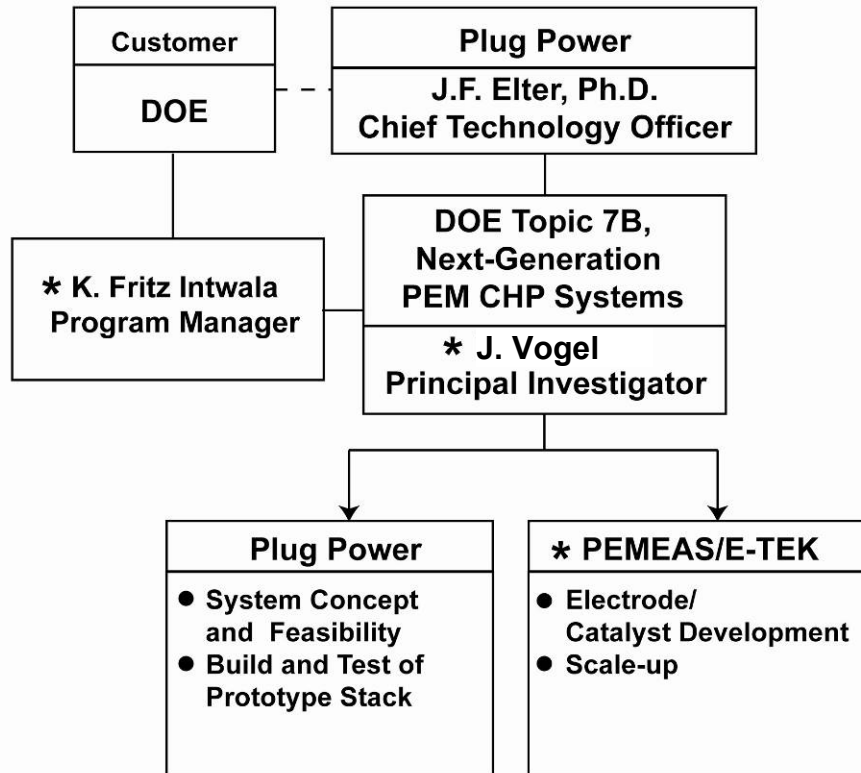 Customer
DOE
Plug Power
J.F. Elter, Ph.D.
Chief Technology Officer
DOE Topic 7B,
Next-Generation
PEM CHP Systems
* J. Vogel
Principal Investigator
* K. Fritz Intwala
Program Manager
Plug Power
● System Concept
and Feasibility
● Build and Test of
Prototype Stack
* PEMEAS/E-TEK
● Electrode/
Catalyst Development
● Scale-up